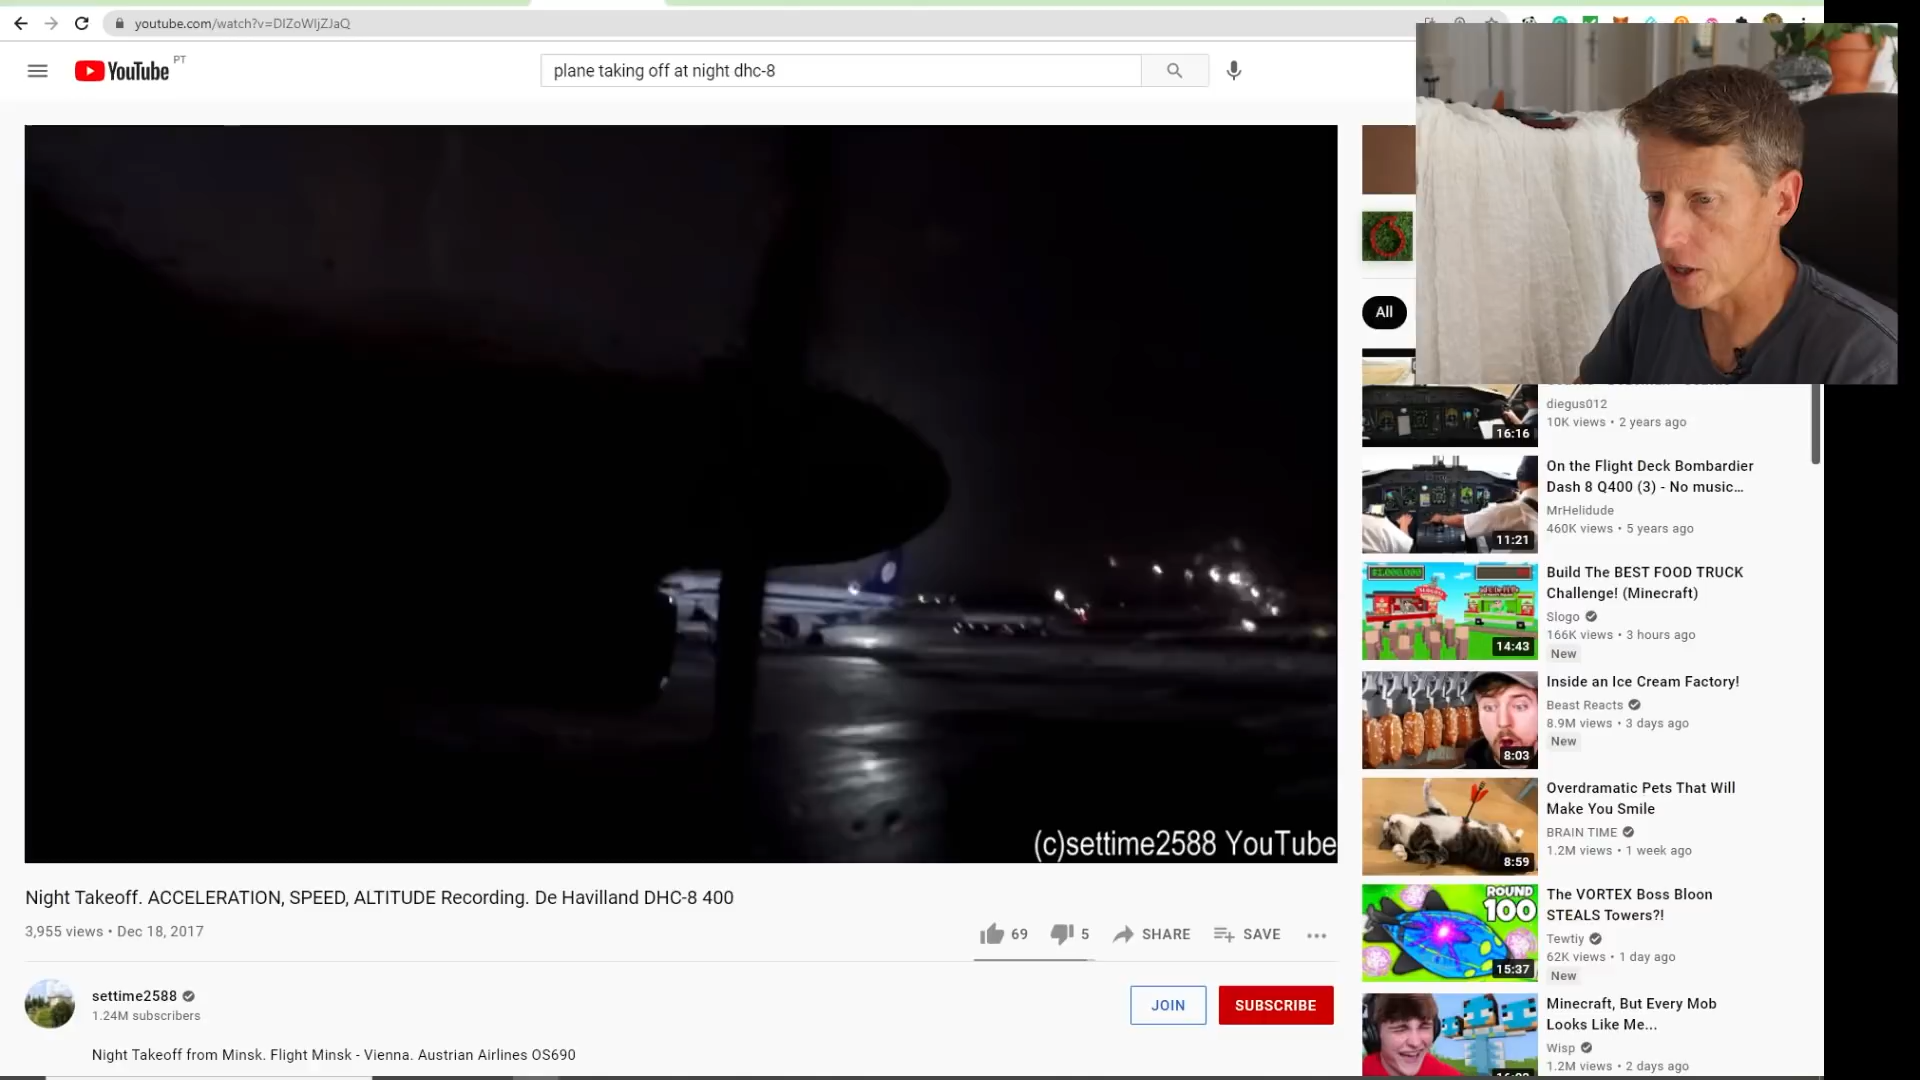 youtube.com/watch?v=DIZoWljZJaQ
YouTube PT
plane taking off at night dhc-8
(c)settime2588 YouTube
Night Takeoff. ACCELERATION, SPEED, ALTITUDE Recording. De Havilland DHC-8 400
3,955 views • Dec 18, 2017
69
5
SHARE
SAVE
settime2588
1.24M subscribers
JOIN
SUBSCRIBE
Night Takeoff from Minsk. Flight Minsk - Vienna. Austrian Airlines OS690
All
diegus012
10K views • 2 years ago
16:16
On the Flight Deck Bombardier
Dash 8 Q400 (3) - No music...
MrHelidude
460K views • 5 years ago
11:21
Build The BEST FOOD TRUCK
Challenge! (Minecraft)
Slogo
166K views • 3 hours ago
New
14:43
Inside an Ice Cream Factory!
Beast Reacts
8.9M views • 3 days ago
New
8:03
Overdramatic Pets That Will
Make You Smile
BRAIN TIME
1.2M views • 1 week ago
8:59
The VORTEX Boss Bloon
STEALS Towers?!
Tewtiy
62K views • 1 day ago
New
ROUND
100
15:37
Minecraft, But Every Mob
Looks Like Me...
Wisp
1.2M views • 2 days ago